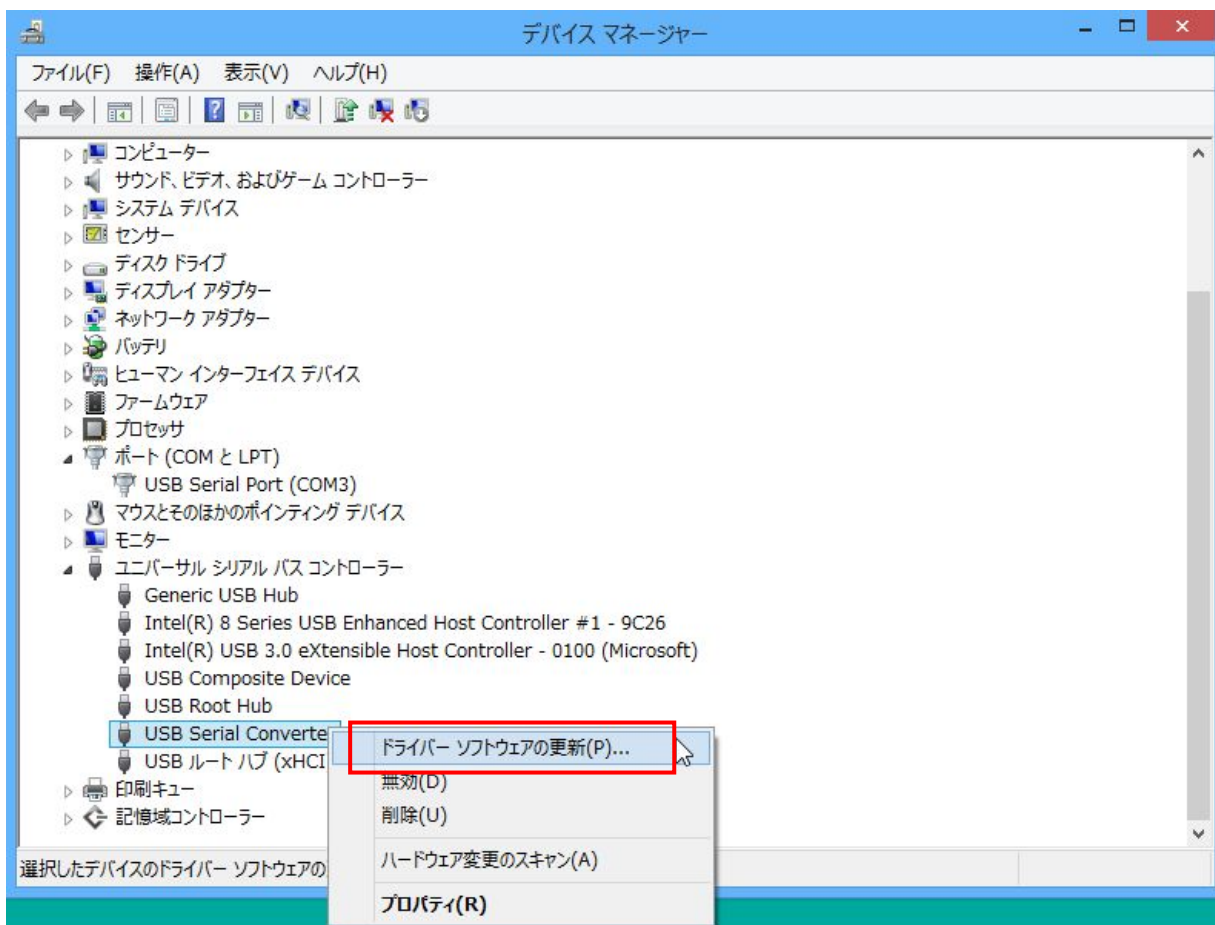 デバイス マネージャー
ファイル(F) 操作(A) 表示(V) ヘルプ(H)
コンピューター
サウンド、ビデオ、およびゲーム コントローラー
システム デバイス
センサー
ディスク ドライブ
ディスプレイ アダプター
ネットワーク アダプター
バッテリ
ヒューマン インターフェイス デバイス
ファームウェア
プロセッサ
ポート (COM と LPT)
USB Serial Port (COM3)
マウスとそのほかのポインティング デバイス
モニター
ユニバーサル シリアル バス コントローラー
Generic USB Hub
Intel(R) 8 Series USB Enhanced Host Controller #1 - 9C26
Intel(R) USB 3.0 eXtensible Host Controller - 0100 (Microsoft)
USB Composite Device
USB Root Hub
USB Serial Converte
USB ルート ハブ (xHCI
印刷キュー
記憶域コントローラー
ドライバー ソフトウェアの更新(P)...
無効(D)
削除(U)
ハードウェア変更のスキャン(A)
プロパティ(R)
選択したデバイスのドライバー ソフトウェアの